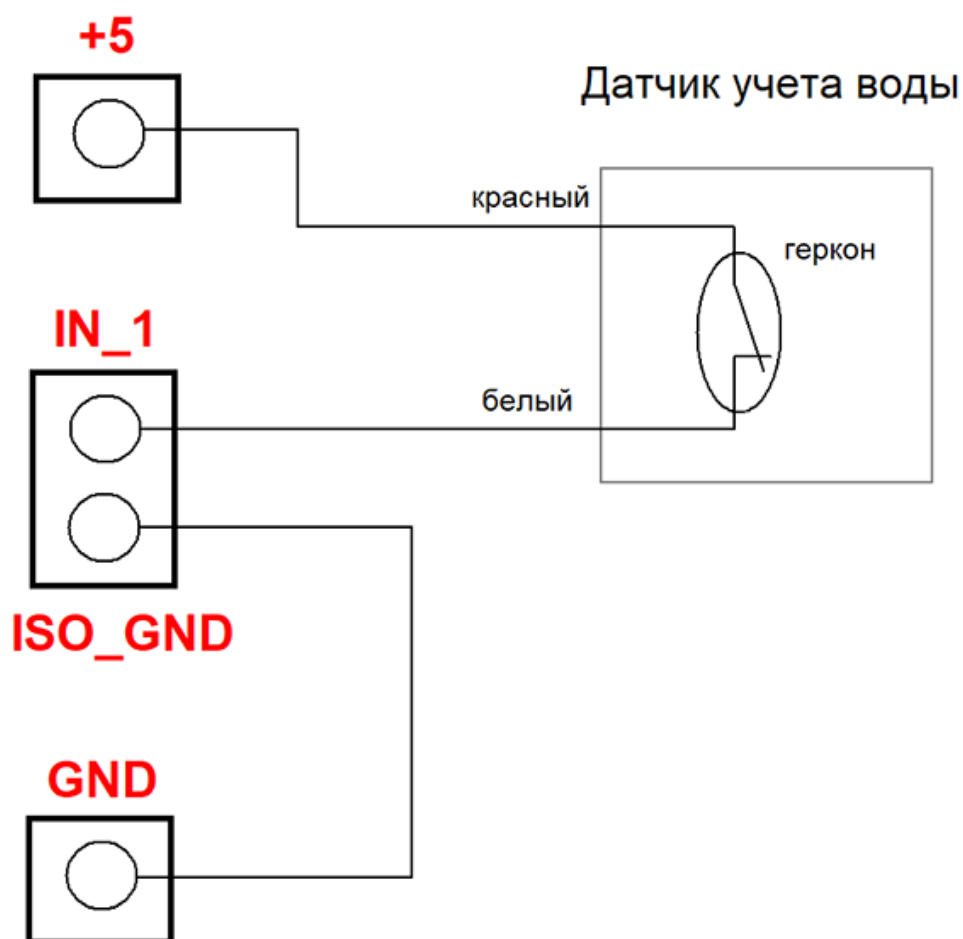 +5
Датчик учета воды
красный
геркон
IN_1
белый
ISO_GND
GND